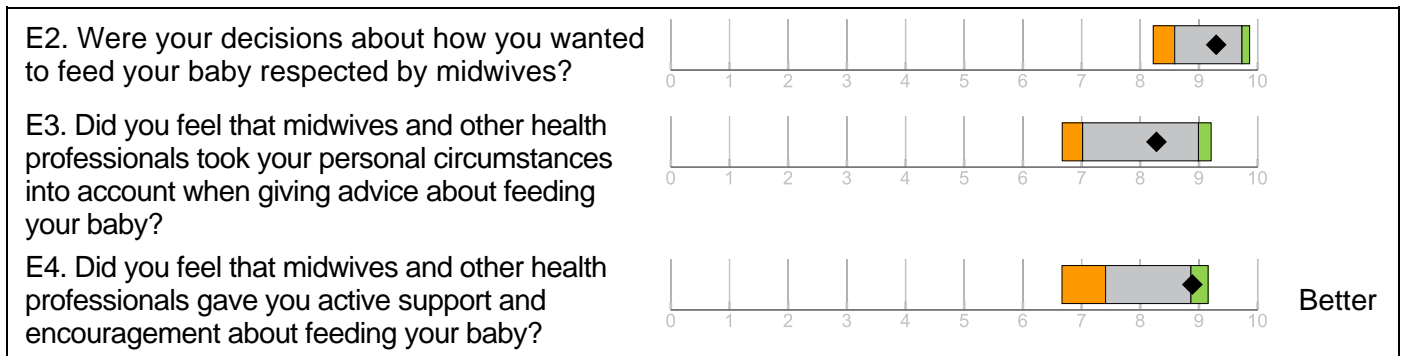 E2. Were your decisions about how you wanted
to feed your baby respected by midwives?
0 1 2 3 4 5 6 7 8 9 10
E3. Did you feel that midwives and other health
professionals took your personal circumstances
into account when giving advice about feeding
your baby?
0 1 2 3 4 5 6 7 8 9 10
E4. Did you feel that midwives and other health
professionals gave you active support and
encouragement about feeding your baby?
0 1 2 3 4 5 6 7 8 9 10
Better